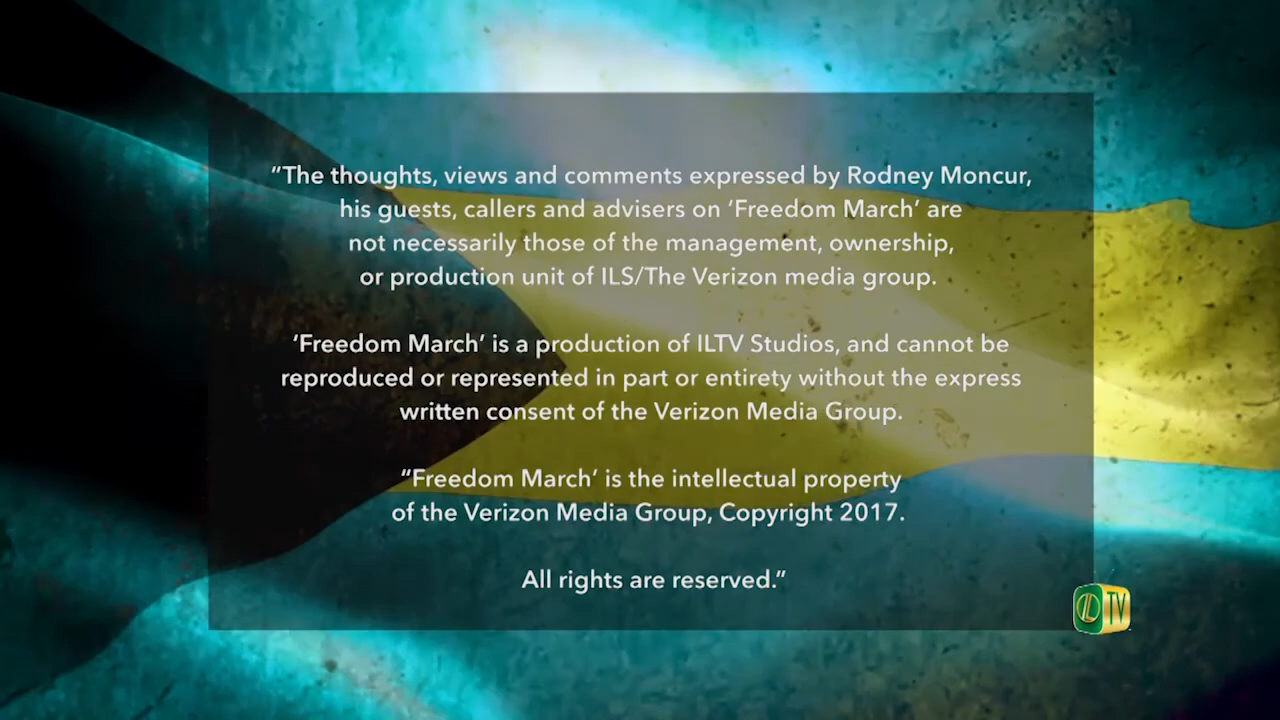 “The thoughts, views and comments expressed by Rodney Moncur,
his guests, callers and advisers on ‘Freedom March’ are
not necessarily those of the management, ownership,
or production unit of ILS/The Verizon media group.
‘Freedom March’ is a production of ILTV Studios, and cannot be
reproduced or represented in part or entirety without the express
written consent of the Verizon Media Group.
“Freedom March’ is the intellectual property
of the Verizon Media Group, Copyright 2017.
All rights are reserved.”
IL TV